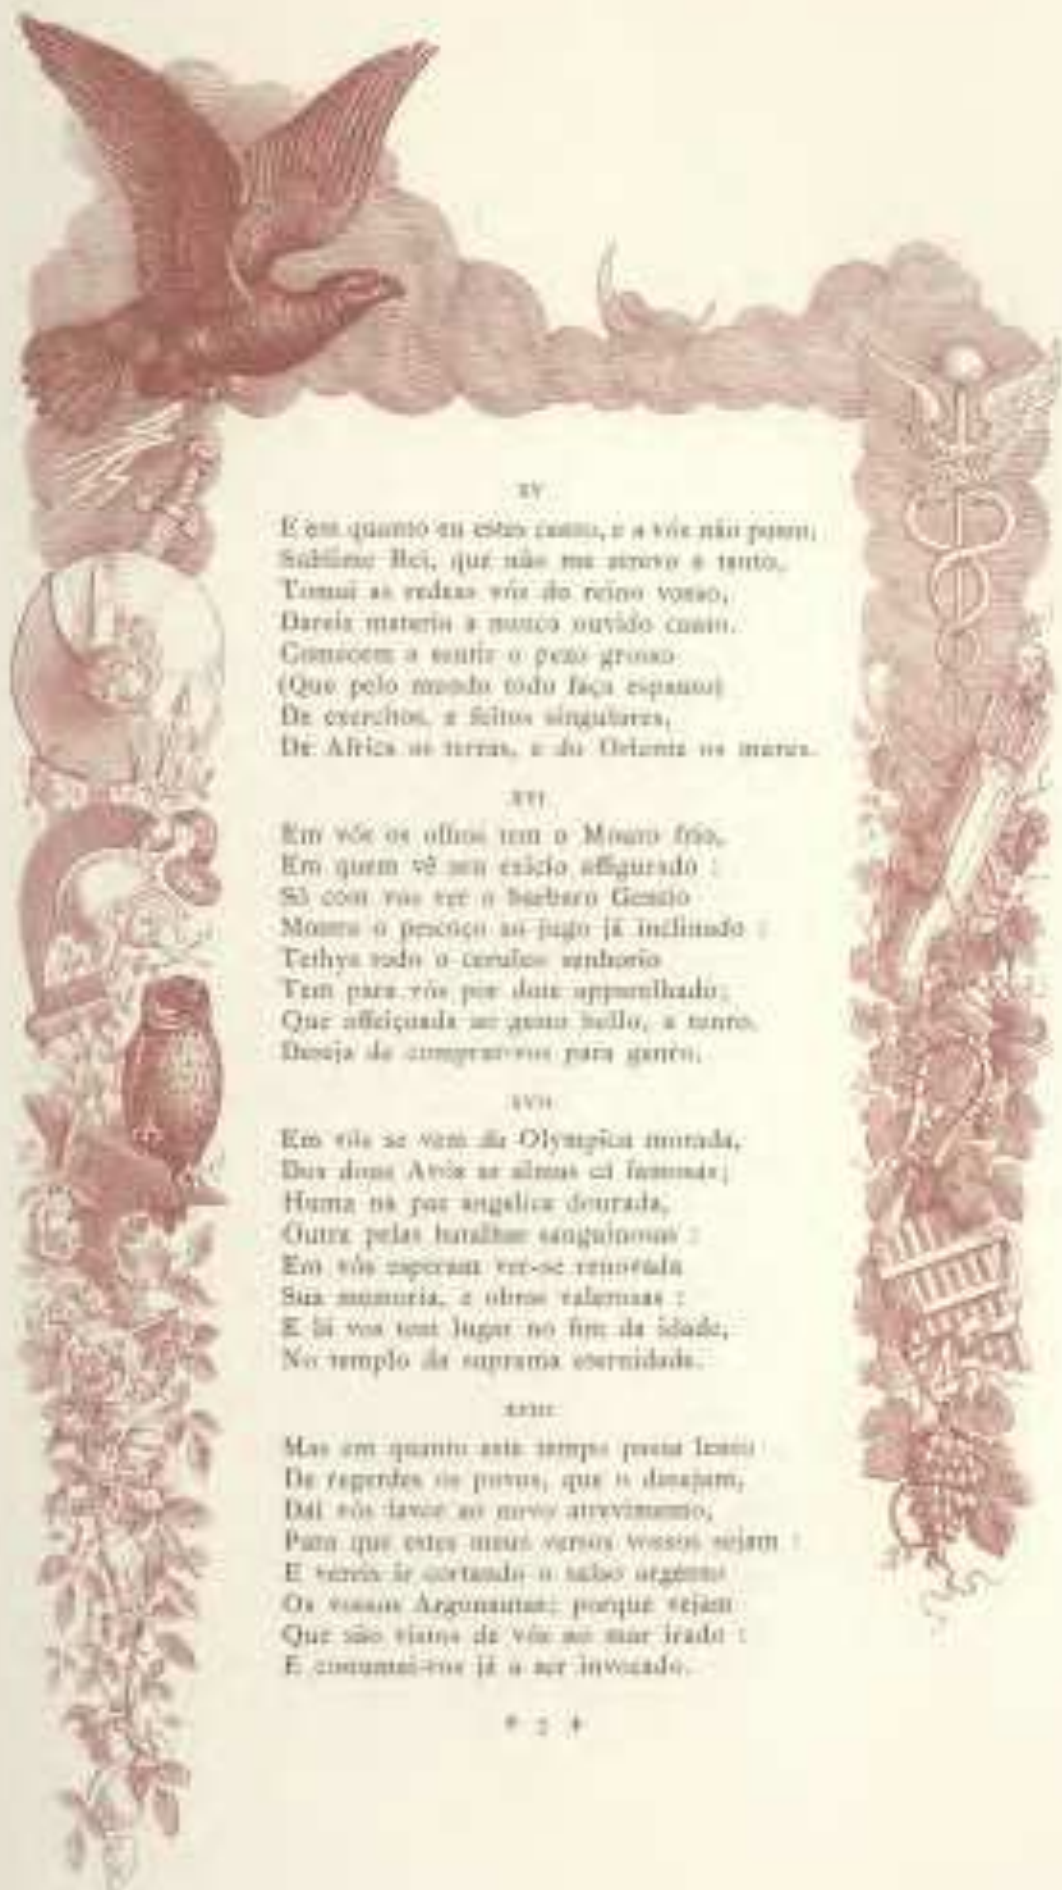 XV
E em quanto eu estes canto, e a vós não posso,
Sublime Rei, que não me atrevo a tanto,
Tomai as redeas vós do reino vosso,
Dareis materia a nunca ouvido canto.
Comecem a sentir o pezo grosso
(Que pelo mundo todo faça espanto)
De exercitos, e feitos singulares,
De Africa as terras, e do Oriente os mares.
XVI
Em vós os olhos tem o Mouro frio,
Em quem vê seu exicio affigurado :
Só com vos ver o barbaro Gentio
Mostra o pescoço ao jugo já inclinado :
Tethys todo o ceruleo senhorio
Tem para vós por dote apparelhado;
Que affeiçoada ao gesto bello, e tenro,
Deseja de comprar-vos para genro.
XVII
Em vós se vem da Olympica morada,
Dos dous Avós as almas cá famosas;
Huma na paz angelica dourada,
Outra pelas batalhas sanguinosas :
Em vós esperam ver-se renovada
Sua memoria, e obras valerosas :
E lá vos tem lugar no fim da idade,
No templo da suprema eternidade.
XVIII
Mas em quanto este tempo passa lento
De regerdes os povos, que o desejam,
Dai vós favor ao novo atrevimento,
Para que estes meus versos vossos sejam :
E vereis ir cortando o salso argento
Os vossos Argonautas; porque vejam
Que são vistos de vós no mar irado :
E costumai-vos já a ser invocado.